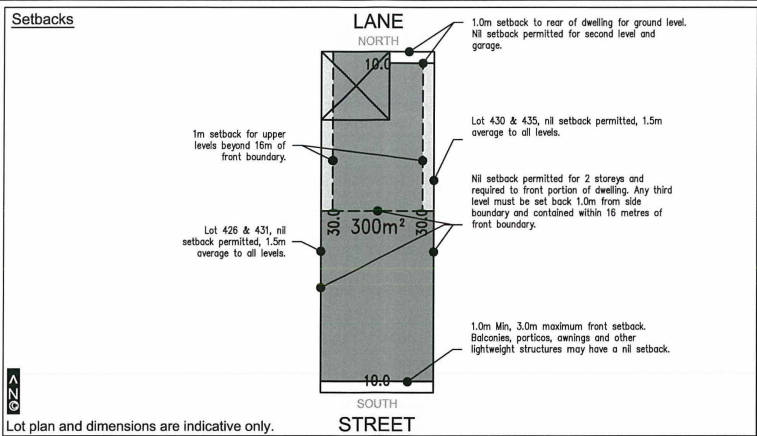 Setbacks
LANE
NORTH
1.0m setback to rear of dwelling for ground level.
Nil setback permitted for second level and
garage.
10.0
Lot 430 & 435, nil setback permitted, 1.5m
average to all levels.
1m setback for upper
levels beyond 16m of
front boundary.
Nil setback permitted for 2 storeys and
required to front portion of dwelling. Any third
level must be set back 1.0m from side
boundary and contained within 16 metres of
front boundary.
30.0
300m²
30.0
Lot 426 & 431, nil
setback permitted, 1.5m
average to all levels.
1.0m Min, 3.0m maximum front setback.
Balconies, porticos, awnings and other
lightweight structures may have a nil setback.
10.0
SOUTH
STREET
Lot plan and dimensions are indicative only.